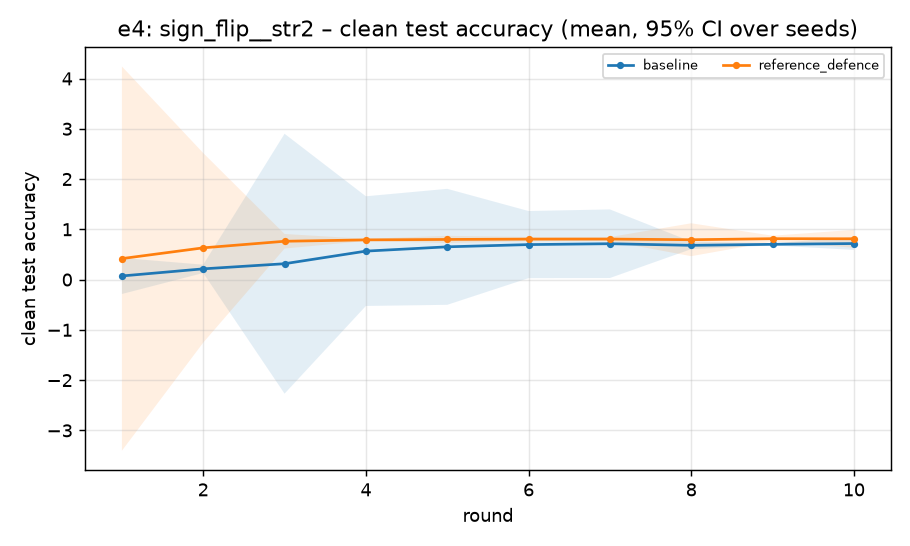 e4: sign_flip__str2 – clean test accuracy (mean, 95% CI over seeds)
baseline
reference_defence
4
3
2
1
0
−1
−2
−3
clean test accuracy
2
4
6
8
10
round